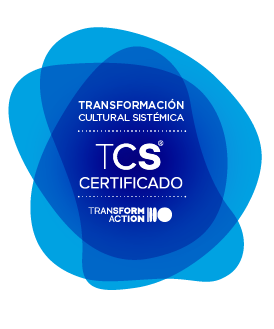 TRANSFORMACIÓN
CULTURAL SISTÉMICA
TCS®
CERTIFICADO
TRANSFORM
ACTION